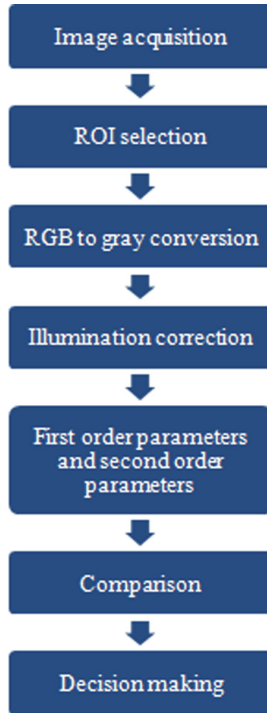 Image acquisition
ROI selection
RGB to gray conversion
Illumination correction
First order parameters
and second order
parameters
Comparison
Decision making